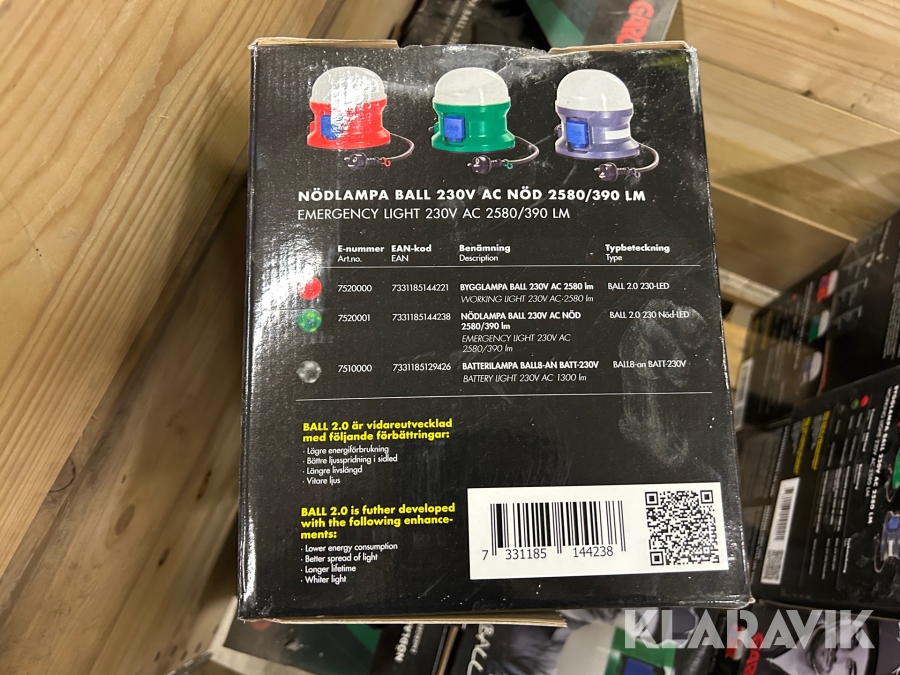 NÖDLAMPA BALL 230V AC NÖD 2580/390 LM
EMERGENCY LIGHT 230V AC 2580/390 LM
E-nummer EAN-kod Benämning Typbeteckning
Art.no. EAN Description Type
7520000 7331185144221 BYGGLAMPA BALL 230V AC 2580 lm BALL 2.0 230-LED
WORKING LIGHT 230V AC-2580 lm
7520001 7331185144238 NÖDLAMPA BALL 230V AC NÖD BALL 2.0 230 Nöd-LED
2580/390 lm
EMERGENCY LIGHT 230V AC
2580/390 lm
7510000 7331185129426 BATTERILAMPA BALL8-AN BATT-230V BALL8-an BATT-230V
BATTERY LIGHT 230V AC 1300 lm
BALL 2.0 är vidareutvecklad
med följande förbättringar:
· Lägre energiförbrukning
· Bättre ljusspridning i sidled
· Längre livslängd
· Vitare ljus
BALL 2.0 is futher developed
with the following enhance-
ments:
· Lower energy consumption
· Better spread of light
· Longer lifetime
· Whiter light
7 331185 144238
BALL
KLARAVIK